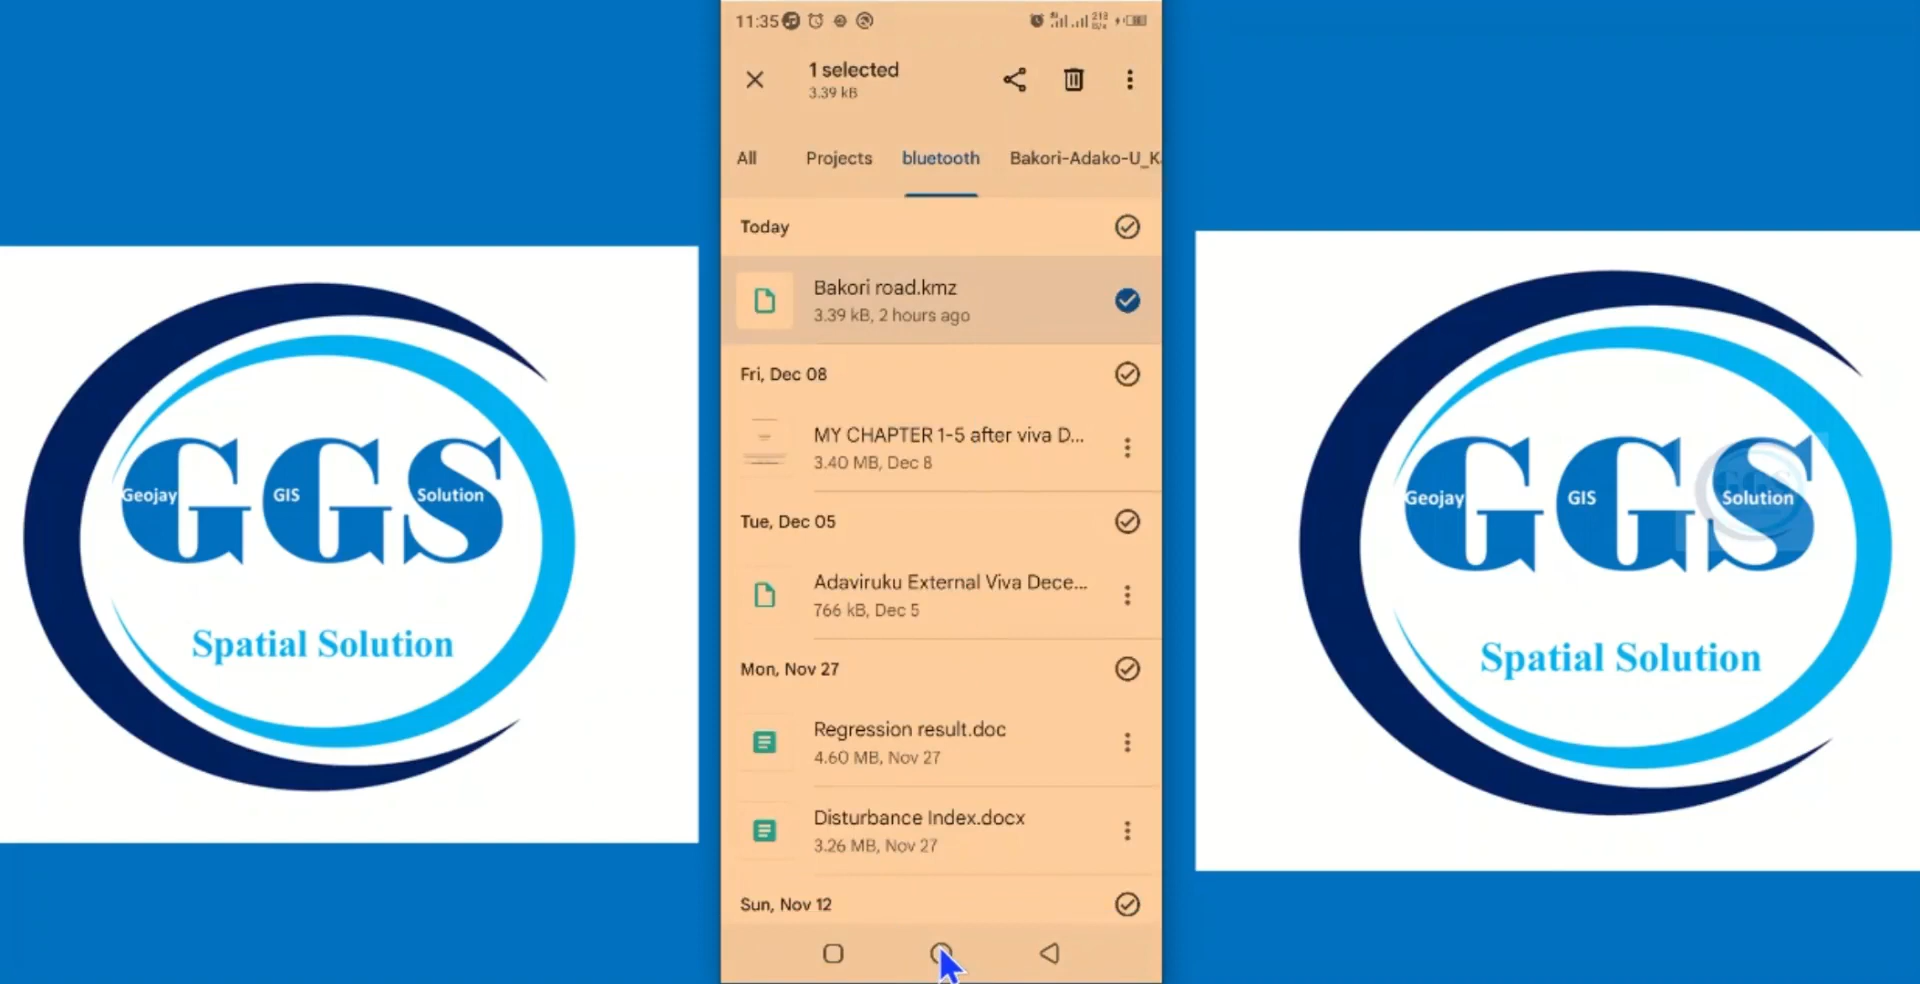 11:35
218
B/s
1 selected
3.39 kB
All Projects bluetooth Bakori-Adako-U_K
Today
Bakori road.kmz
3.39 kB, 2 hours ago
Fri, Dec 08
MY CHAPTER 1-5 after viva D...
3.40 MB, Dec 8
Tue, Dec 05
Adaviruku External Viva Dece...
766 kB, Dec 5
Mon, Nov 27
Regression result.doc
4.60 MB, Nov 27
Disturbance Index.docx
3.26 MB, Nov 27
Sun, Nov 12
GGS
Geojay GIS Solution
Spatial Solution
GGS
Geojay GIS Solution
Spatial Solution